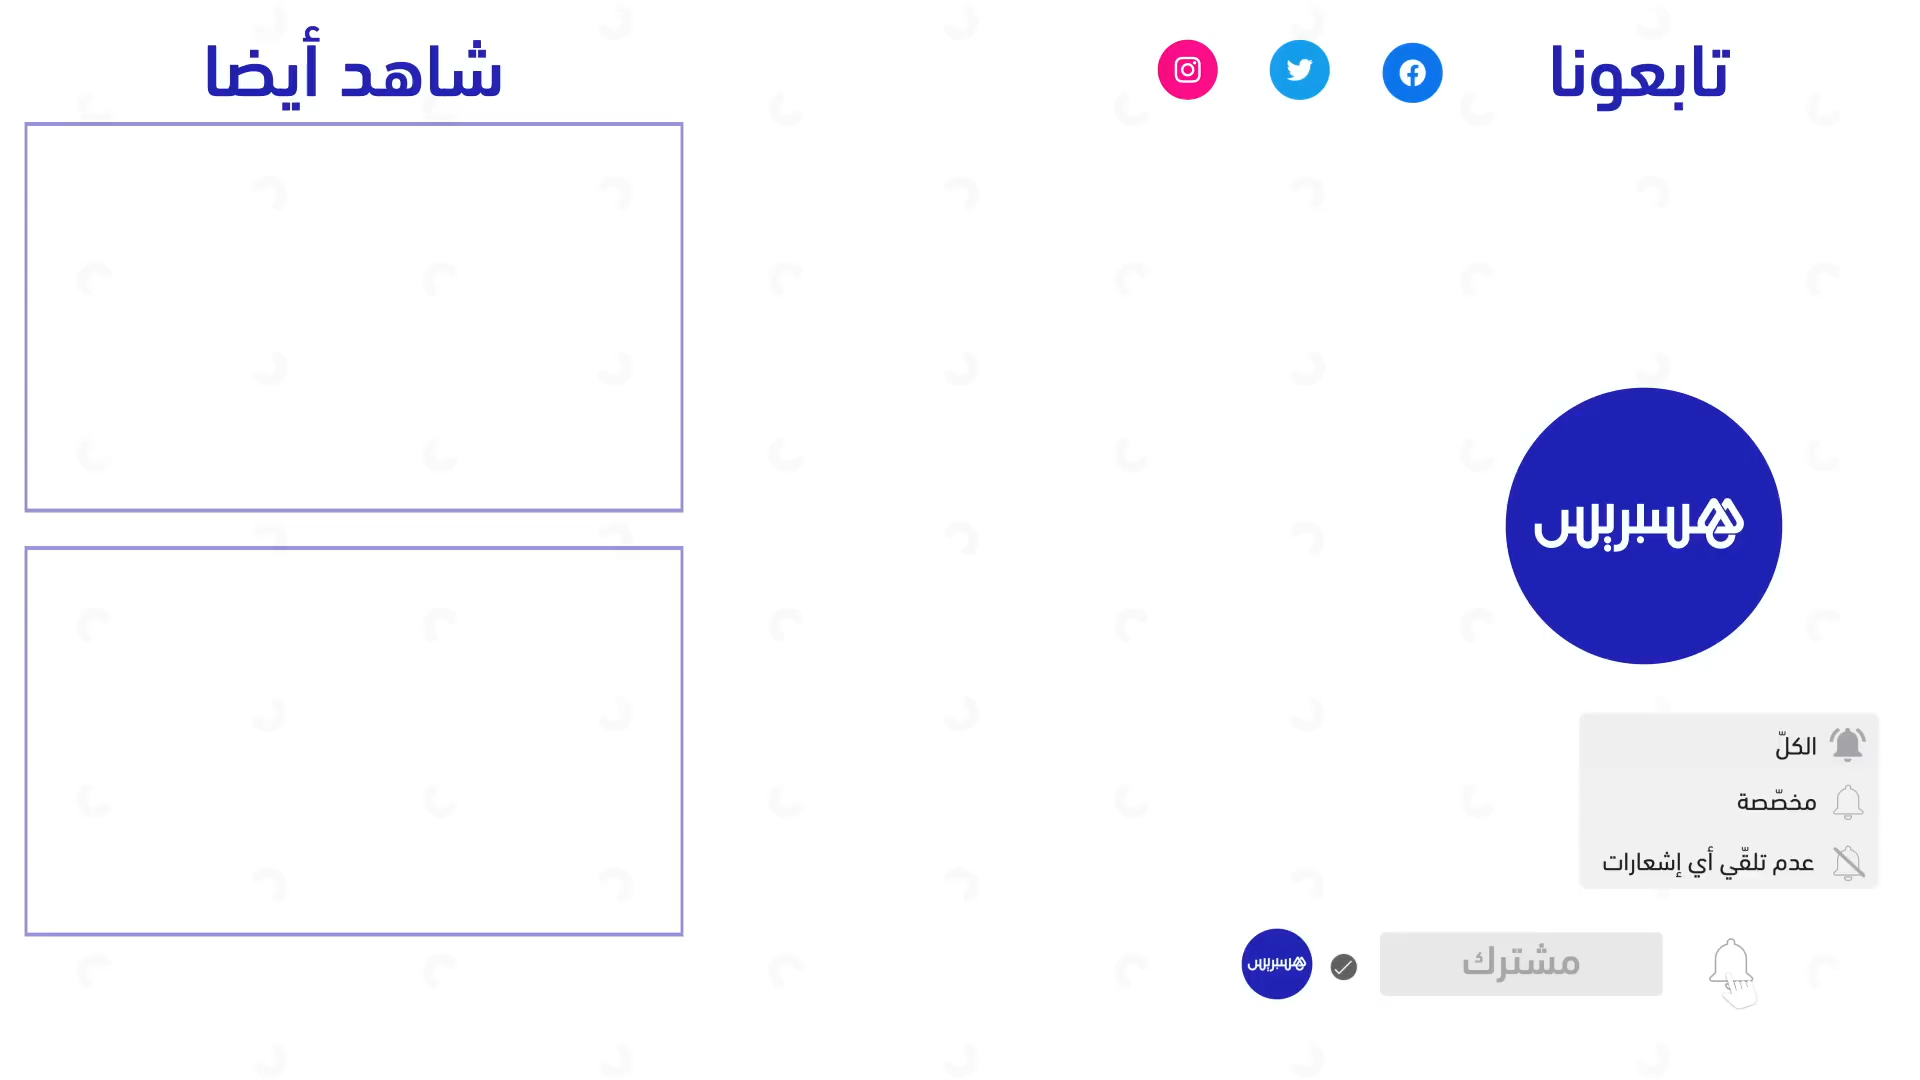 تابعونا
شاهد أيضا
هسبريس
الكلّ
مخصّصة
عدم تلقّي أي إشعارات
مشترك
هسبريس